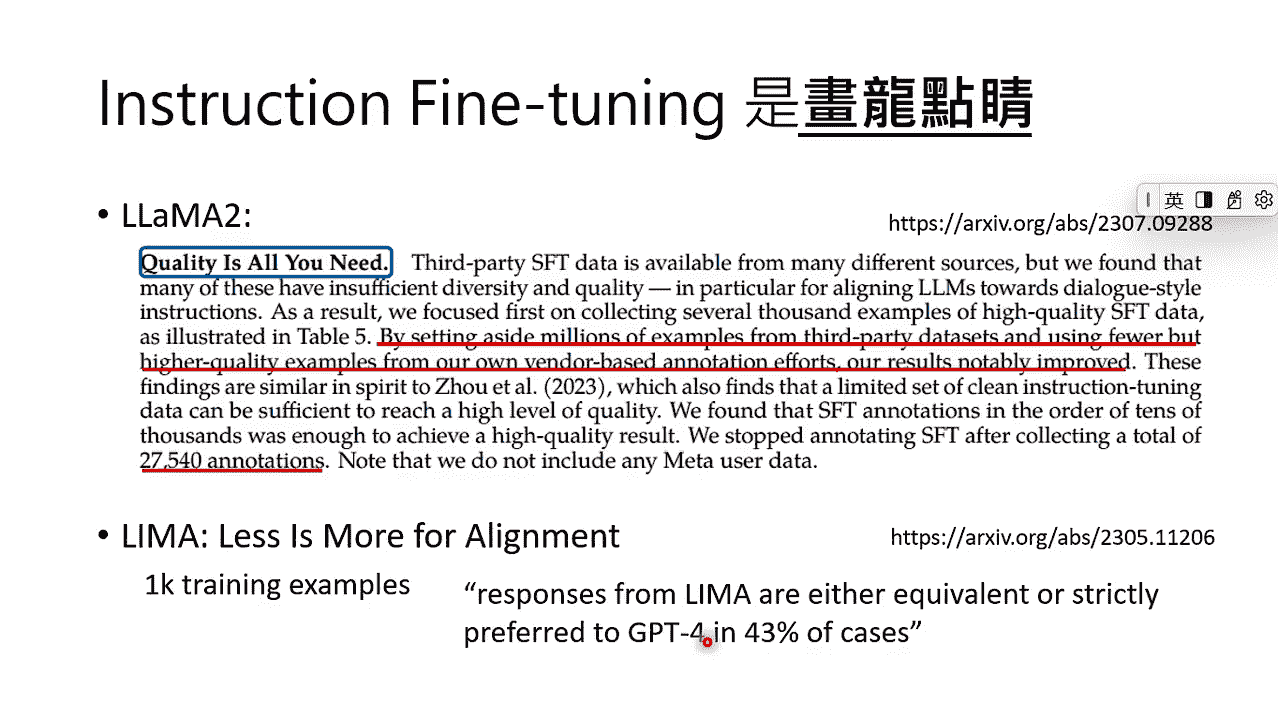 Instruction Fine-tuning 是畫龍點睛
• LLaMA2:
英
https://arxiv.org/abs/2307.09288
Quality Is All You Need. Third-party SFT data is available from many different sources, but we found that
many of these have insufficient diversity and quality — in particular for aligning LLMs towards dialogue-style
instructions. As a result, we focused first on collecting several thousand examples of high-quality SFT data,
as illustrated in Table 5. By setting aside millions of examples from third-party datasets and using fewer but
higher-quality examples from our own vendor-based annotation efforts, our results notably improved. These
findings are similar in spirit to Zhou et al. (2023), which also finds that a limited set of clean instruction-tuning
data can be sufficient to reach a high level of quality. We found that SFT annotations in the order of tens of
thousands was enough to achieve a high-quality result. We stopped annotating SFT after collecting a total of
27,540 annotations. Note that we do not include any Meta user data.
• LIMA: Less Is More for Alignment
https://arxiv.org/abs/2305.11206
1k training examples
“responses from LIMA are either equivalent or strictly
preferred to GPT-4 in 43% of cases”